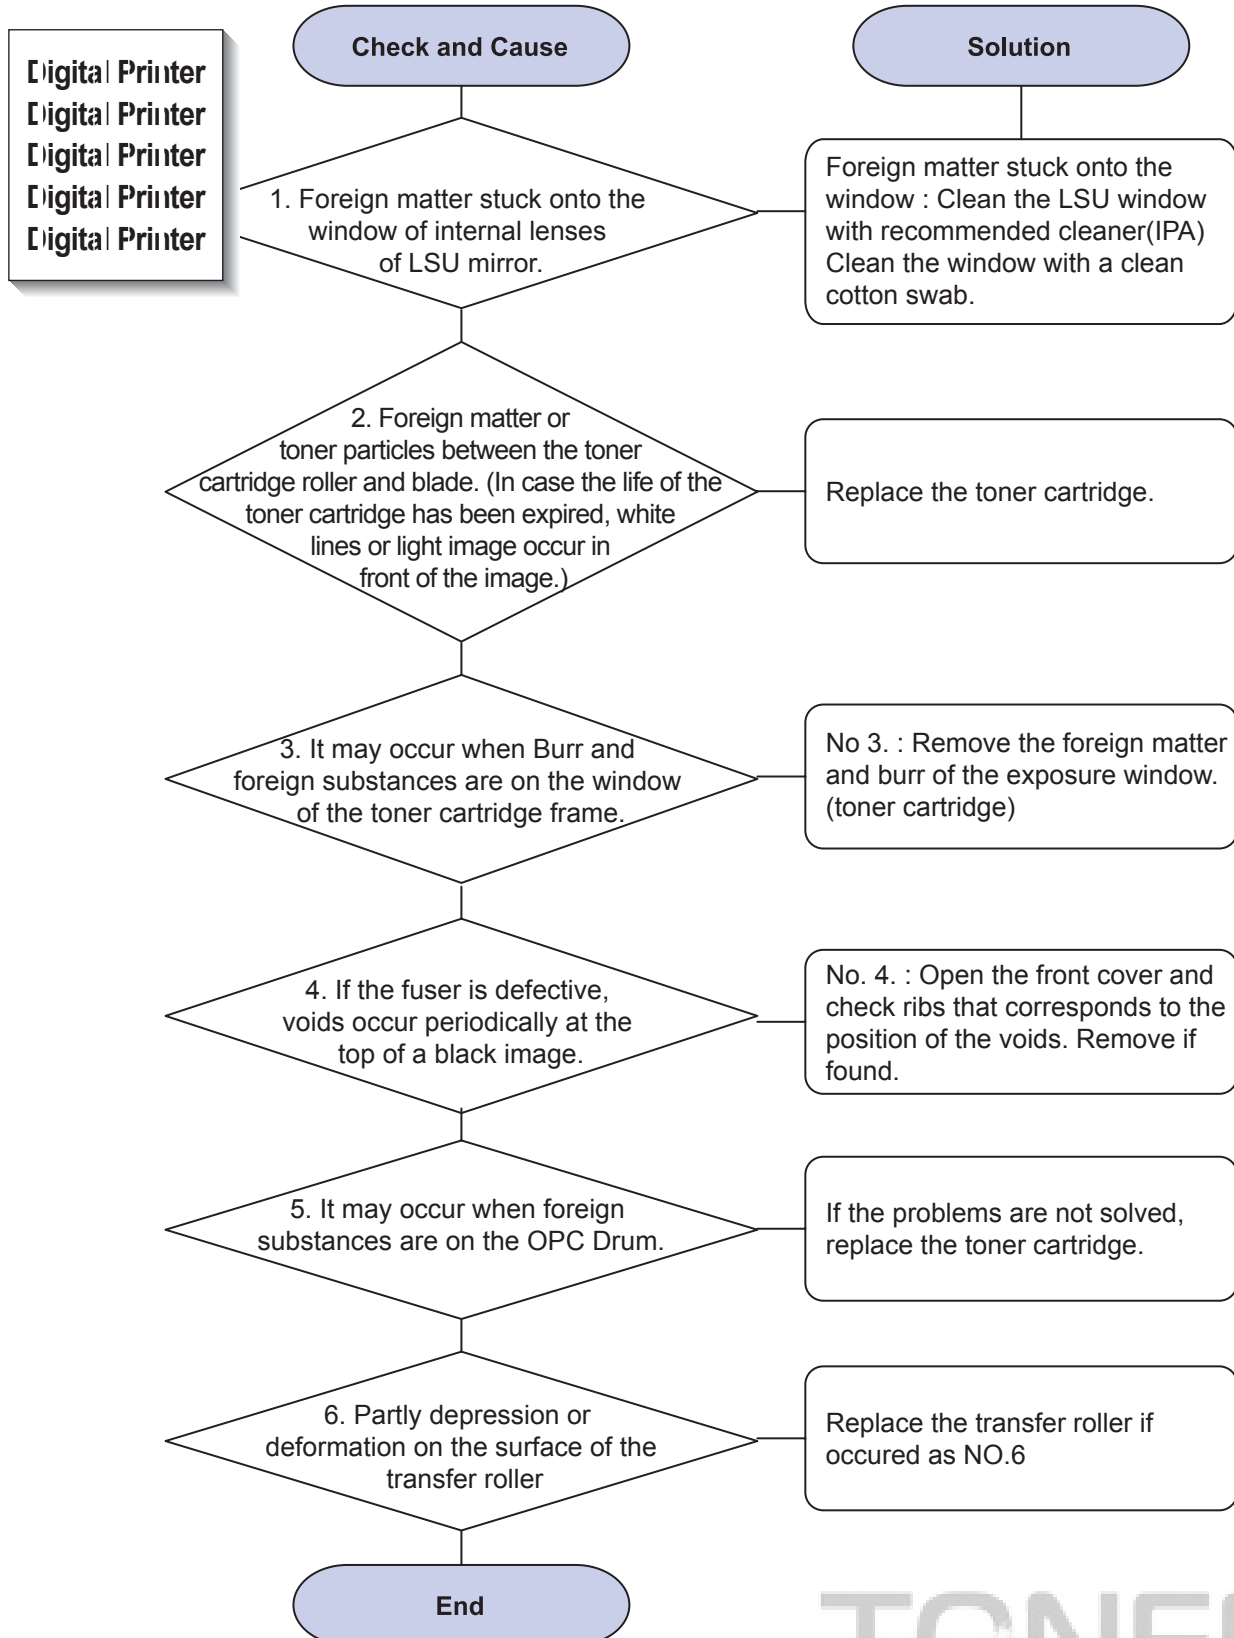 Digital Printer
Digital Printer
Digital Printer
Digital Printer
Digital Printer
Check and Cause
Solution
1. Foreign matter stuck onto the
window of internal lenses
of LSU mirror.
Foreign matter stuck onto the
window : Clean the LSU window
with recommended cleaner(IPA)
Clean the window with a clean
cotton swab.
2. Foreign matter or
toner particles between the toner
cartridge roller and blade. (In case the life of the
toner cartridge has been expired, white
lines or light image occur in
front of the image.)
Replace the toner cartridge.
3. It may occur when Burr and
foreign substances are on the window
of the toner cartridge frame.
No 3. : Remove the foreign matter
and burr of the exposure window.
(toner cartridge)
4. If the fuser is defective,
voids occur periodically at the
top of a black image.
No. 4. : Open the front cover and
check ribs that corresponds to the
position of the voids. Remove if
found.
5. It may occur when foreign
substances are on the OPC Drum.
If the problems are not solved,
replace the toner cartridge.
6. Partly depression or
deformation on the surface of the
transfer roller
Replace the transfer roller if
occured as NO.6
End